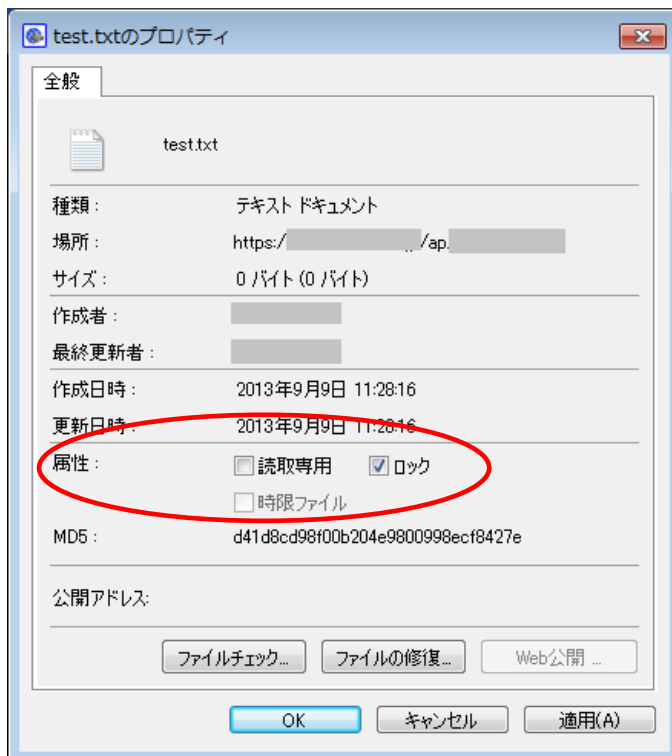 test.txtのプロパティ
全般
test.txt
種類 : テキスト ドキュメント
場所 : https:/ /ap.
サイズ : 0 バイト (0 バイト)
作成者 :
最終更新者 :
作成日時 : 2013年9月9日 11:28:16
更新日時 : 2013年9月9日 11:28:16
属性 : 読取専用 ロック
時限ファイル
MD5 : d41d8cd98f00b204e9800998ecf8427e
公開アドレス:
ファイルチェック... ファイルの修復... Web公開 ...
OK キャンセル 適用(A)